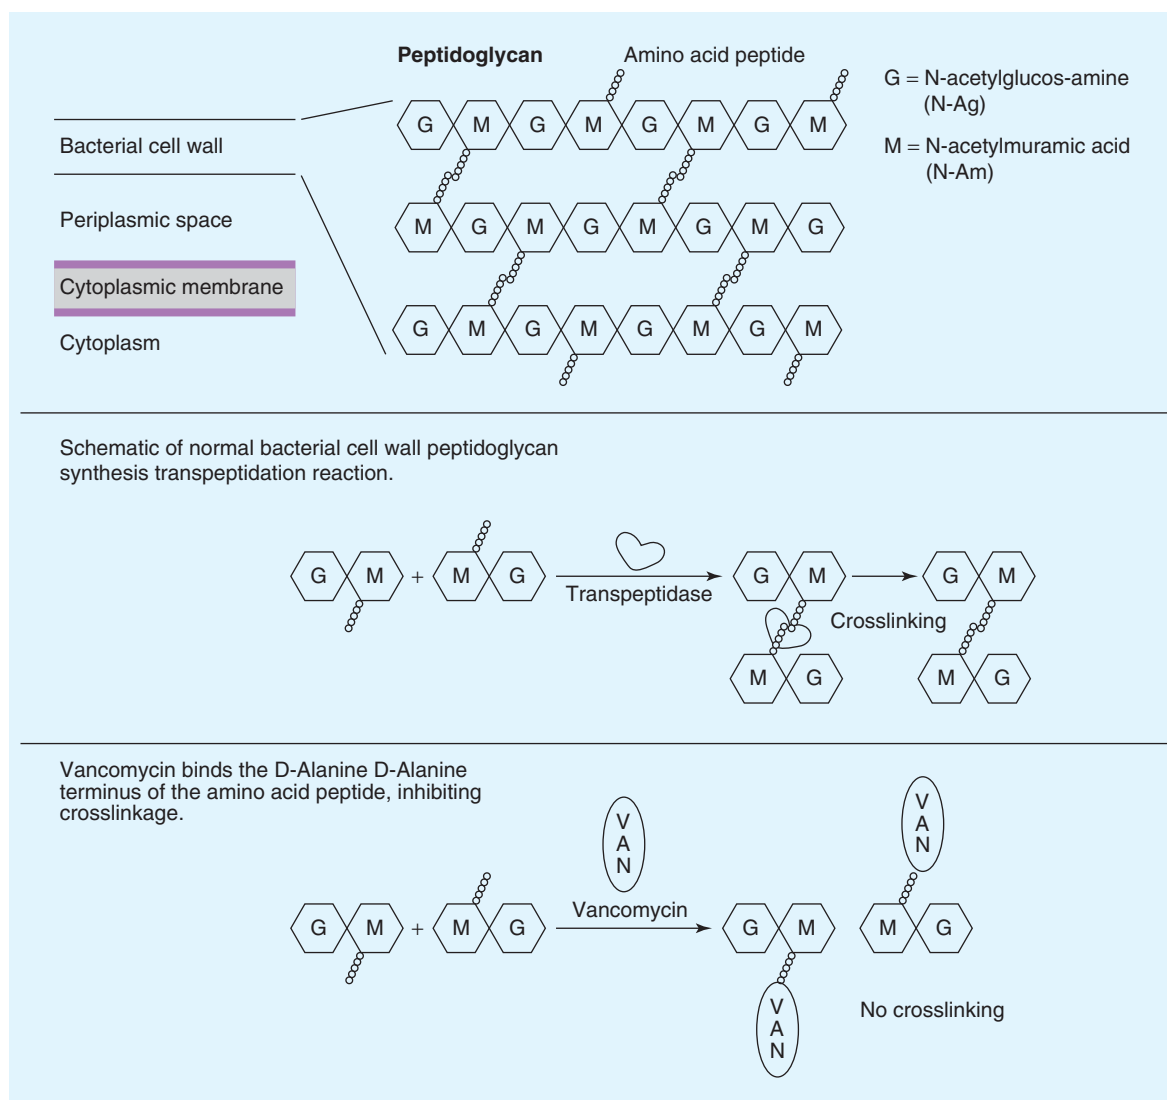 Peptidoglycan
Amino acid peptide
G = N-acetylglucos-amine
(N-Ag)
M = N-acetylmuramic acid
(N-Am)
Bacterial cell wall
Periplasmic space
Cytoplasmic membrane
Cytoplasm
G M G M G M G M
M G M G M G M G
G M G M G M G M
Schematic of normal bacterial cell wall peptidoglycan
synthesis transpeptidation reaction.
G M + M G
Transpeptidase
G M
M G
Crosslinking
G M
M G
Vancomycin binds the D-Alanine D-Alanine
terminus of the amino acid peptide, inhibiting
crosslinkage.
G M + M G
V
A
N
Vancomycin
G M
V
A
N
V
A
N
M G
No crosslinking